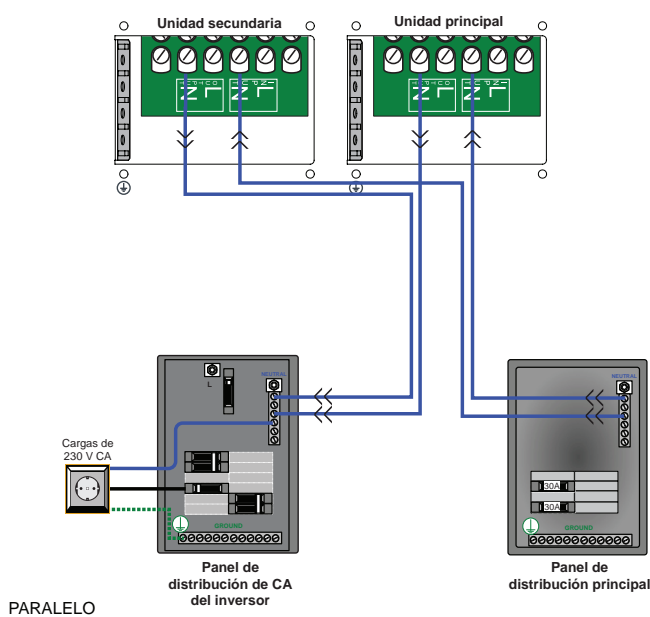 Unidad secundaria
Unidad principal
N L
N L
N L
N L
L
NEUTRAL
NEUTRAL
Cargas de
230 V CA
30A
30A
GROUND
GROUND
Panel de
distribución de CA
del inversor
Panel de
distribución principal
PARALELO